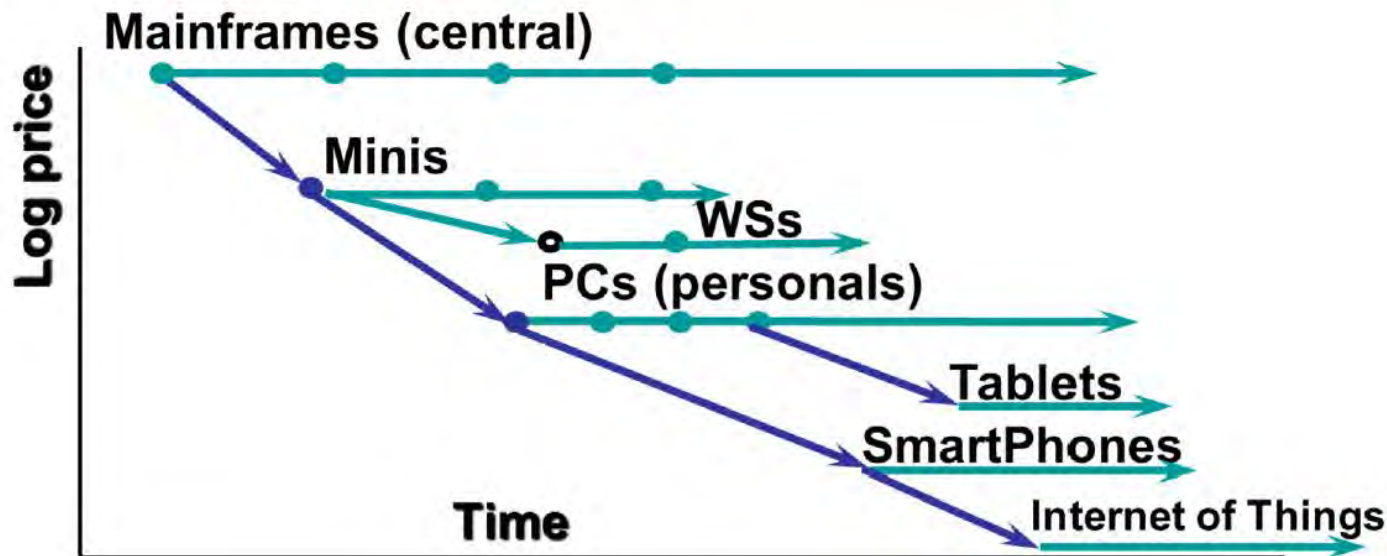 Mainframes (central)
Log price
Minis
WSs
PCs (personals)
Tablets
SmartPhones
Internet of Things
Time